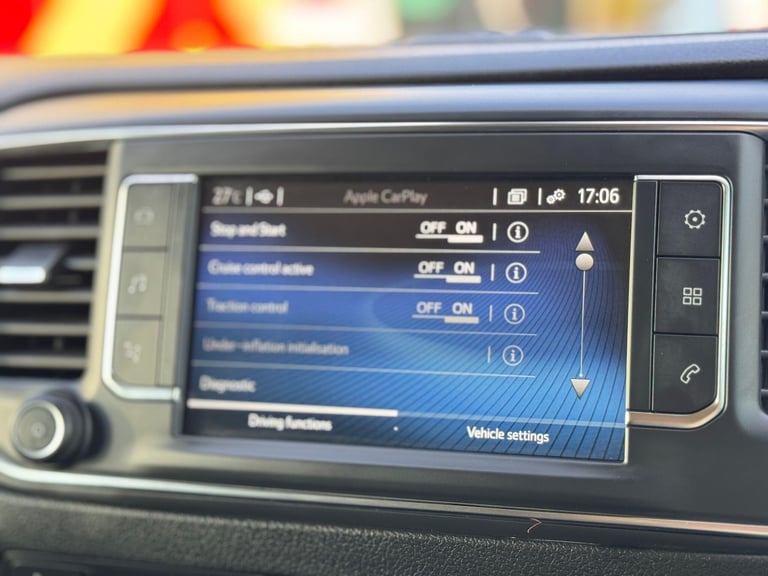 27°C Apple CarPlay 17:06
Stop and Start OFF ON
Cruise control active OFF ON
Traction control OFF ON
Under-inflation initialisation
Diagnostic
Driving functions Vehicle settings